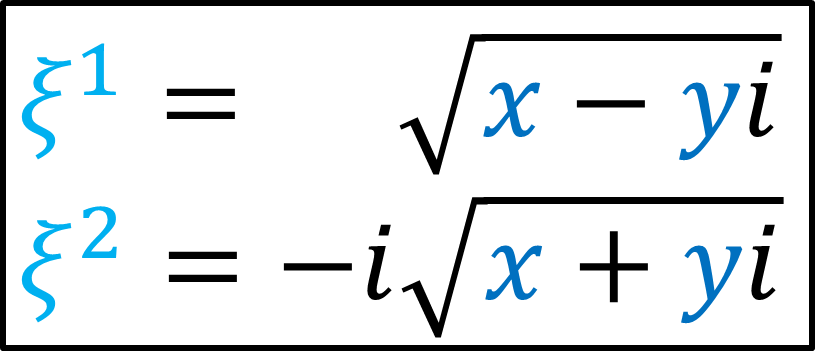 ξ¹ = √(x − yi)
ξ² = −i√(x + yi)